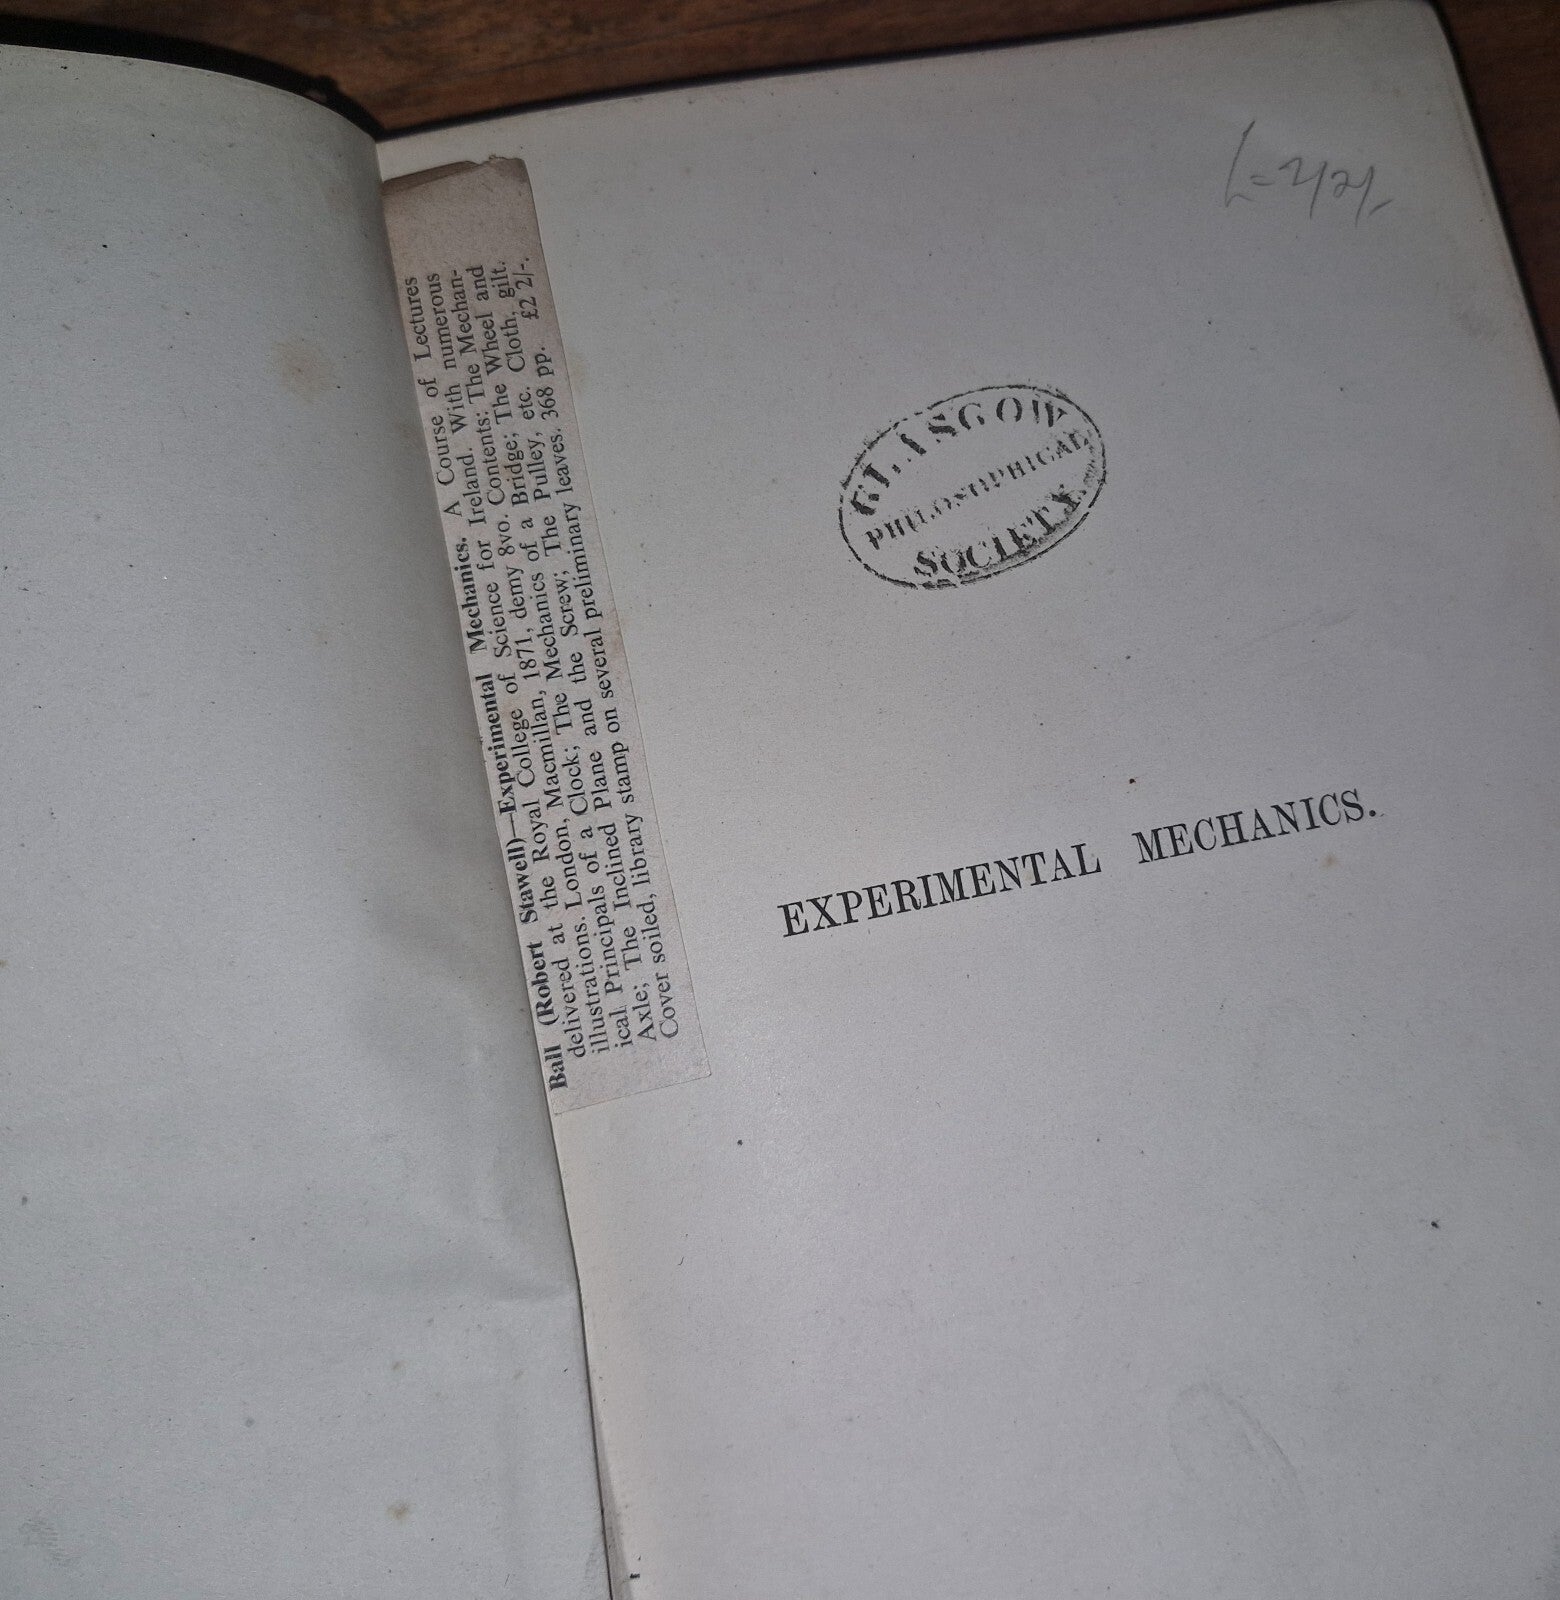 Ball (Robert Stawell)—Experimental Mechanics. A Course of Lectures
delivered at the Royal College of Science for Ireland. With numerous
illustrations. London, Macmillan, 1871, demy 8vo. Contents: The Mechan-
ical Principals of a Clock; The Mechanics of a Bridge; The Wheel and
Axle; The Inclined Plane and the Screw; The Pulley, etc. Cloth, gilt.
Cover soiled, library stamp on several preliminary leaves. 368 pp. £2 2/-.
GLASGOW
PHILOSOPHICAL
SOCIETY
EXPERIMENTAL MECHANICS.